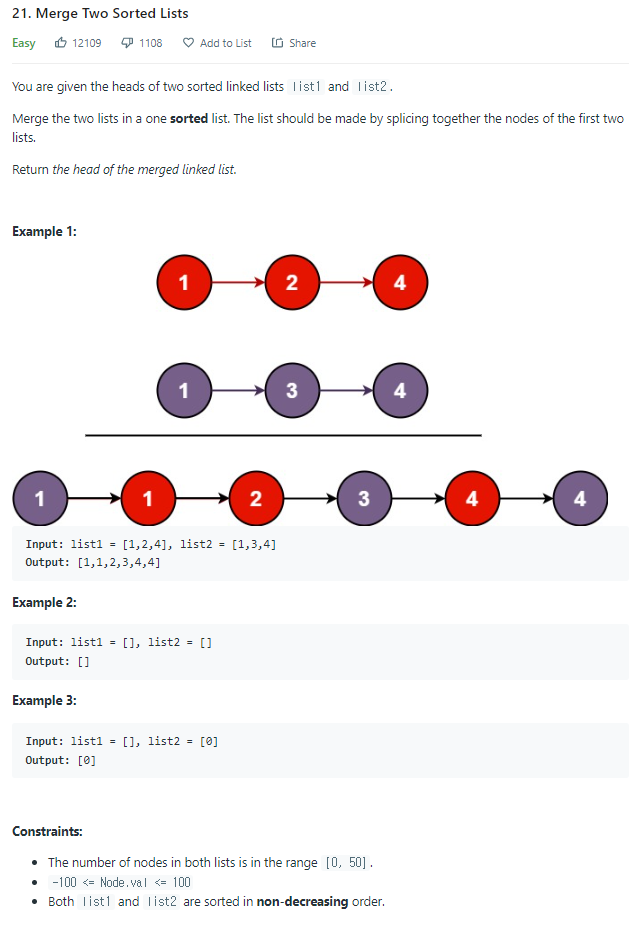 21. Merge Two Sorted Lists
Easy 12109 1108 Add to List Share
You are given the heads of two sorted linked lists list1 and list2.
Merge the two lists in a one sorted list. The list should be made by splicing together the nodes of the first two
lists.
Return the head of the merged linked list.
Example 1:
1 2 4
1 3 4
1 1 2 3 4 4
Input: list1 = [1,2,4], list2 = [1,3,4]
Output: [1,1,2,3,4,4]
Example 2:
Input: list1 = [], list2 = []
Output: []
Example 3:
Input: list1 = [], list2 = [0]
Output: [0]
Constraints:
• The number of nodes in both lists is in the range [0, 50].
• -100 <= Node.val <= 100
• Both list1 and list2 are sorted in non-decreasing order.